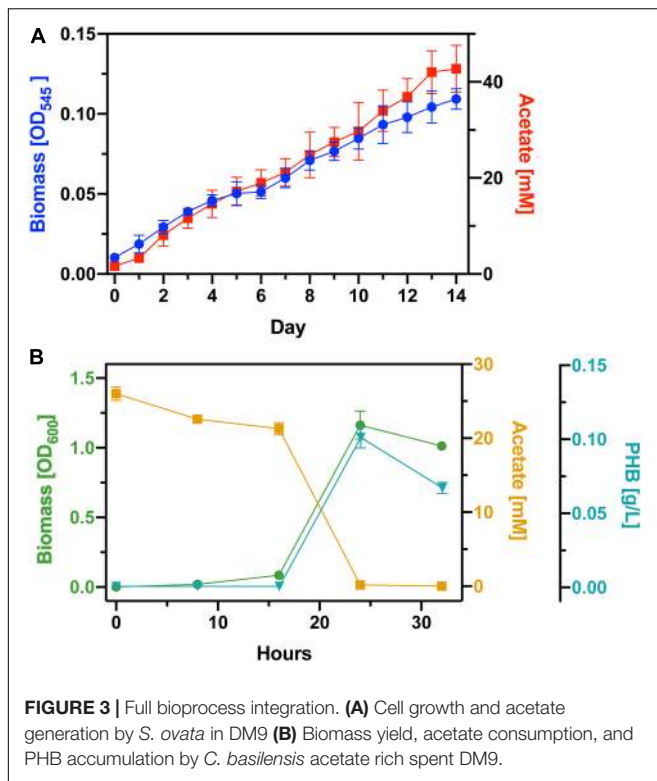 A
0.15
0.10
0.05
0.00
Biomass [OD545]
40
20
0
Acetate [mM]
0 2 4 6 8 10 12 14
Day
B
1.5
1.0
0.5
0.0
Biomass [OD600]
30
20
10
0
Acetate [mM]
0.15
0.10
0.05
0.00
PHB [g/L]
0 10 20 30
Hours
FIGURE 3 | Full bioprocess integration. (A) Cell growth and acetate
generation by S. ovata in DM9 (B) Biomass yield, acetate consumption, and
PHB accumulation by C. basilensis acetate rich spent DM9.